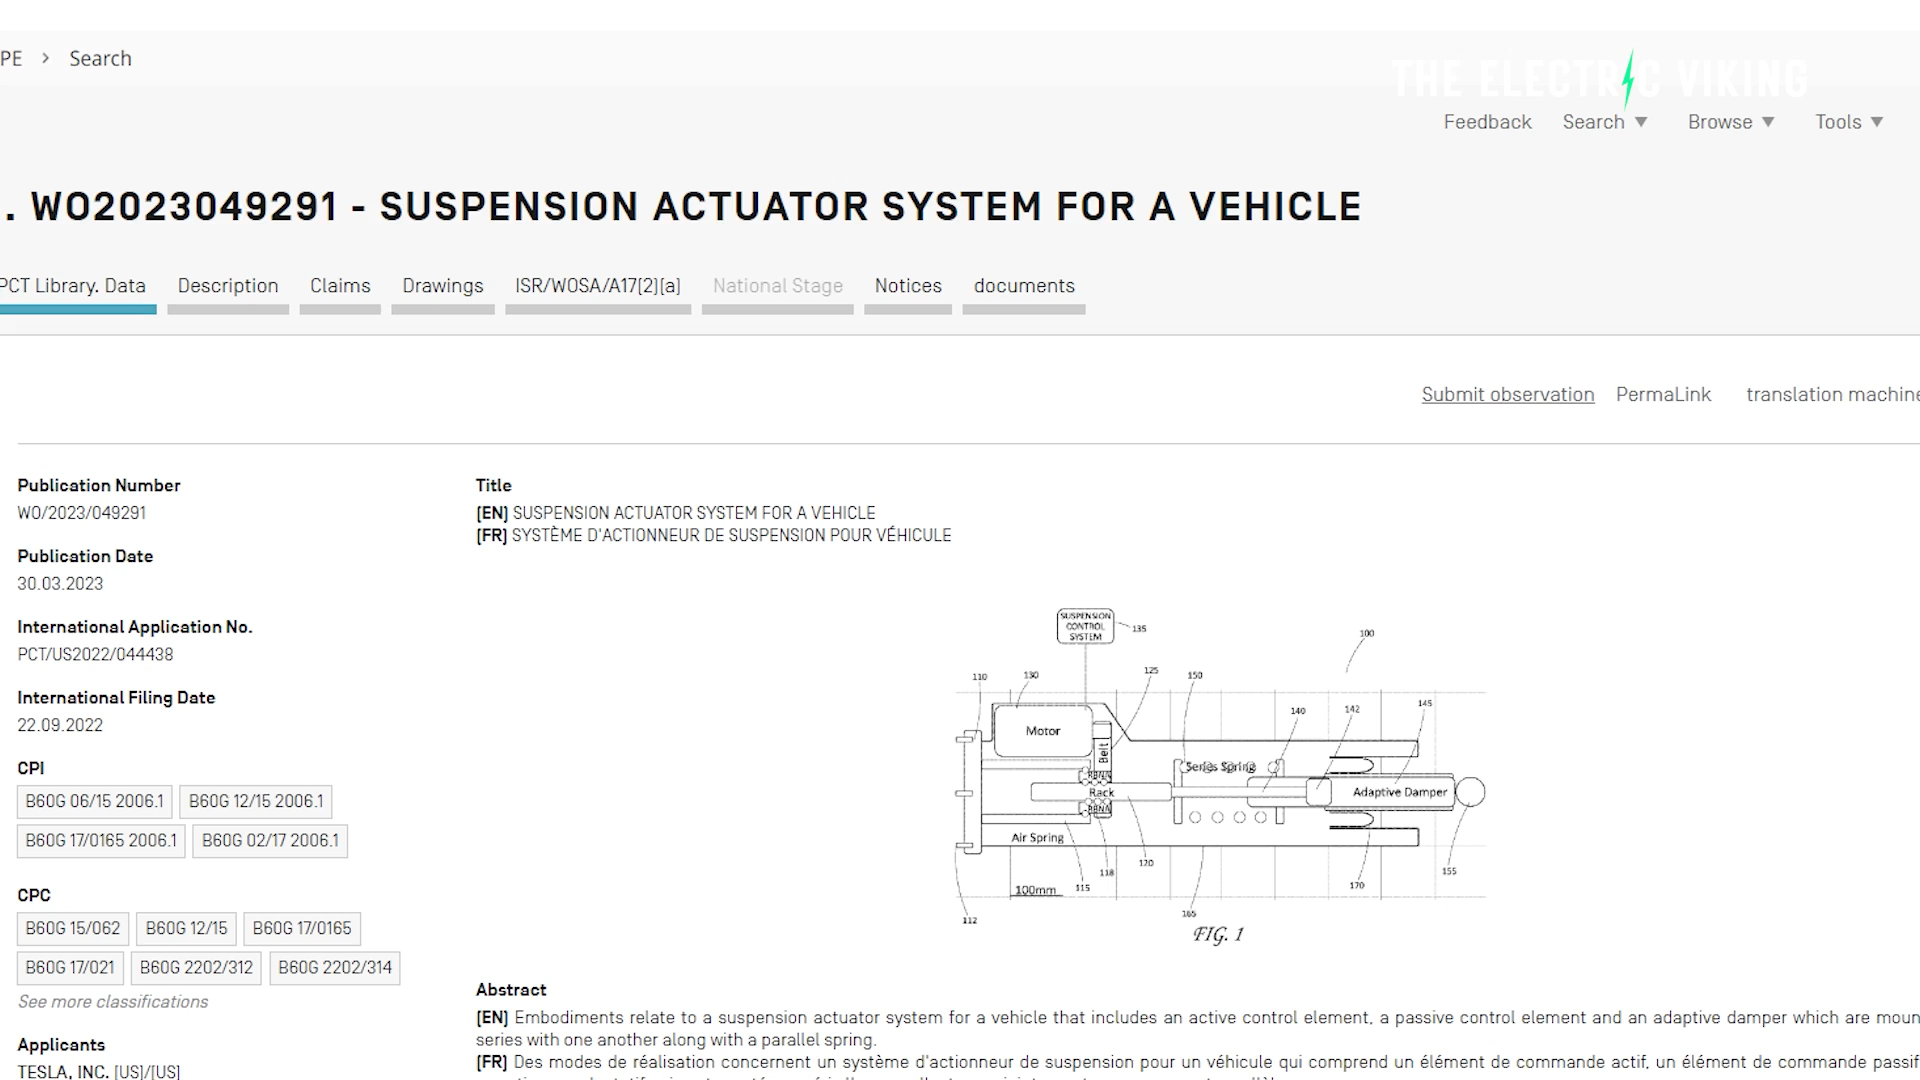 PE > Search
THE ELECTRIC VIKING
Feedback Search ▼ Browse ▼ Tools ▼
. WO2023049291 - SUSPENSION ACTUATOR SYSTEM FOR A VEHICLE
PCT Library. Data Description Claims Drawings ISR/WOSA/A17(2)(a) National Stage Notices documents
Submit observation PermaLink translation machine
Publication Number
WO/2023/049291
Publication Date
30.03.2023
International Application No.
PCT/US2022/044438
International Filing Date
22.09.2022
CPI
B60G 06/15 2006.1 B60G 12/15 2006.1
B60G 17/0165 2006.1 B60G 02/17 2006.1
CPC
B60G 15/062 B60G 12/15 B60G 17/0165
B60G 17/021 B60G 2202/312 B60G 2202/314
See more classifications
Applicants
TESLA, INC. [US]/[US]
Title
(EN) SUSPENSION ACTUATOR SYSTEM FOR A VEHICLE
(FR) SYSTÈME D'ACTIONNEUR DE SUSPENSION POUR VÉHICULE
SUSPENSION
CONTROL
SYSTEM
135
100
110 130 125 150
140 142 145
Motor
Belt
Series Spring
RBNA
Rack
Adaptive Damper
RBNA
Air Spring
100mm 115 118 120
170 155
112 165
FIG. 1
Abstract
(EN) Embodiments relate to a suspension actuator system for a vehicle that includes an active control element, a passive control element and an adaptive damper which are moun
series with one another along with a parallel spring.
(FR) Des modes de réalisation concernent un système d'actionneur de suspension pour un véhicule qui comprend un élément de commande actif, un élément de commande passif